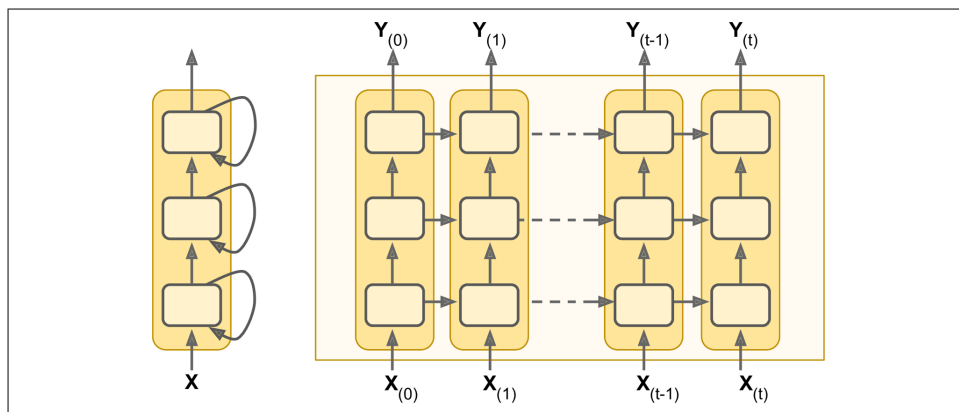 Y(0) Y(1) Y(t-1) Y(t)
X X(0) X(1) X(t-1) X(t)